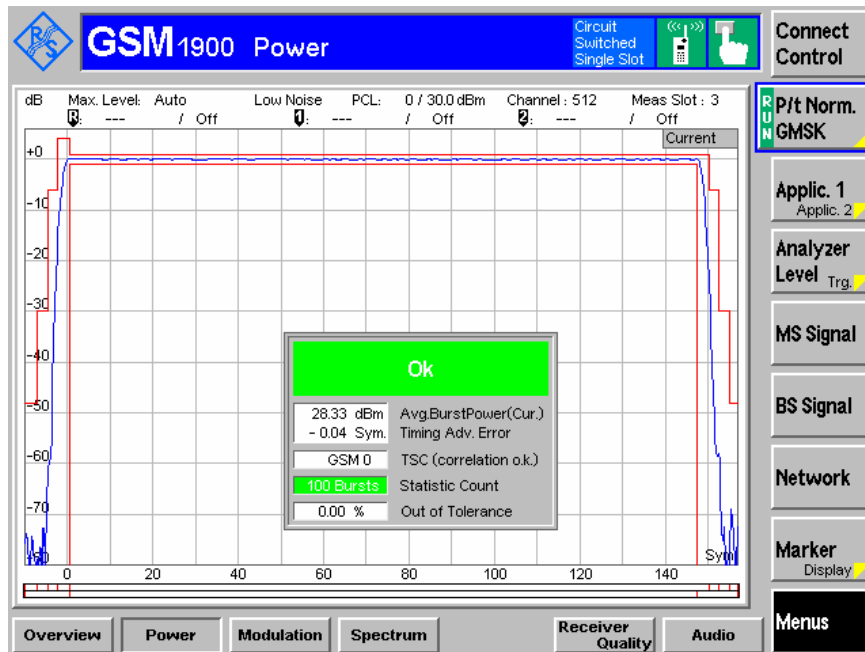 R&S
GSM 1900 Power
Circuit
Switched
Single Slot
Connect
Control
dB Max. Level: Auto Low Noise PCL: 0 / 30.0 dBm Channel : 512 Meas Slot : 3
R: --- / Off 1: --- / Off 2: --- / Off
Current
RUN
P/t Norm.
GMSK
Applic. 1
Applic. 2
Analyzer
Level Trg.
MS Signal
BS Signal
Network
Marker
Display
Menus
+0
-10
-20
-30
-40
-50
-60
-70
Sym
0 20 40 60 80 100 120 140
Ok
28.33 dBm Avg.BurstPower(Cur.)
- 0.04 Sym. Timing Adv. Error
GSM 0 TSC (correlation o.k.)
100 Bursts Statistic Count
0.00 % Out of Tolerance
Overview Power Modulation Spectrum Receiver Quality Audio